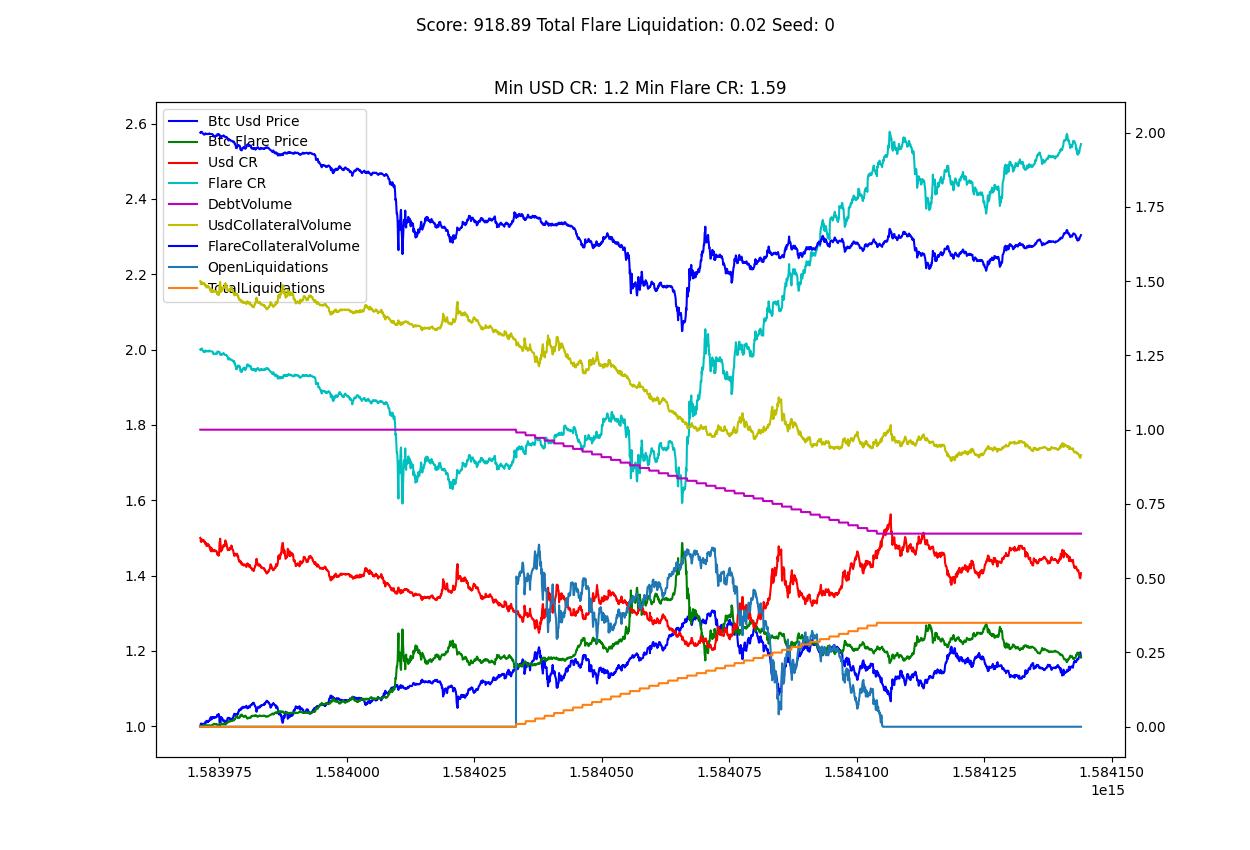 Score: 918.89 Total Flare Liquidation: 0.02 Seed: 0
Min USD CR: 1.2 Min Flare CR: 1.59
Btc Usd Price
Btc Flare Price
Usd CR
Flare CR
DebtVolume
UsdCollateralVolume
FlareCollateralVolume
OpenLiquidations
TotalLiquidations
2.6
2.4
2.2
2.0
1.8
1.6
1.4
1.2
1.0
2.00
1.75
1.50
1.25
1.00
0.75
0.50
0.25
0.00
1.583975 1.584000 1.584025 1.584050 1.584075 1.584100 1.584125 1.584150
1e15